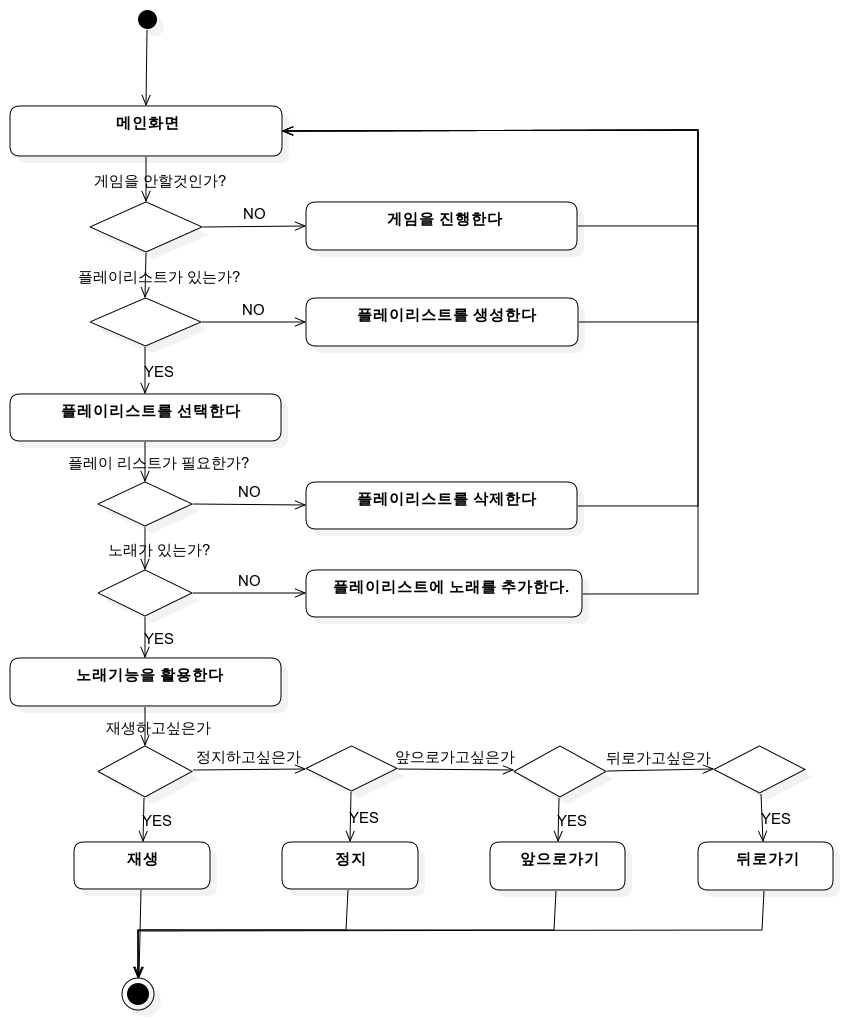 메인화면
게임을 안할것인가?
NO
게임을 진행한다
플레이리스트가 있는가?
NO
플레이리스트를 생성한다
YES
플레이리스트를 선택한다
플레이 리스트가 필요한가?
NO
플레이리스트를 삭제한다
노래가 있는가?
NO
플레이리스트에 노래를 추가한다.
YES
노래기능을 활용한다
재생하고싶은가
정지하고싶은가
앞으로가고싶은가
뒤로가고싶은가
YES
YES
YES
YES
재생
정지
앞으로가기
뒤로가기